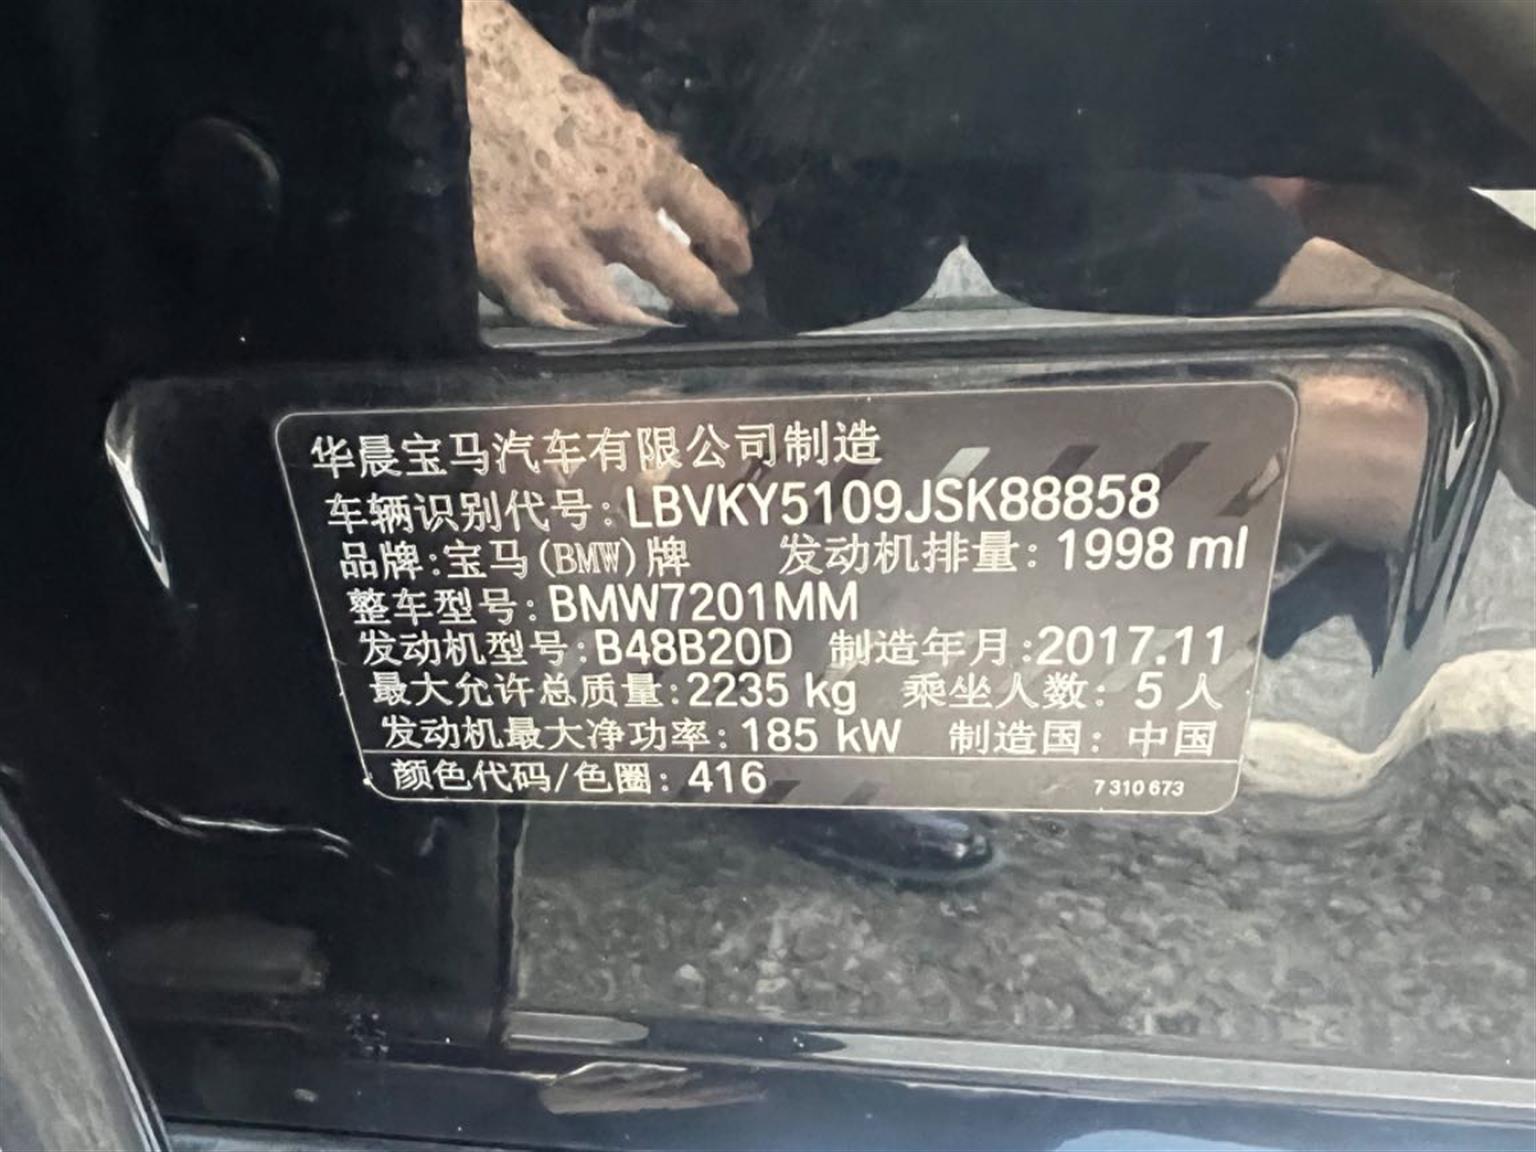 华晨宝马汽车有限公司制造
车辆识别代号:LBVKY5109JSK88858
品牌:宝马(BMW)牌 发动机排量: 1998 ml
整车型号:BMW7201MM
发动机型号:B48B20D 制造年月:2017.11
最大允许总质量:2235 kg 乘坐人数: 5 人
发动机最大净功率:185 kW 制造国: 中国
颜色代码/色圈: 416 7 310 673